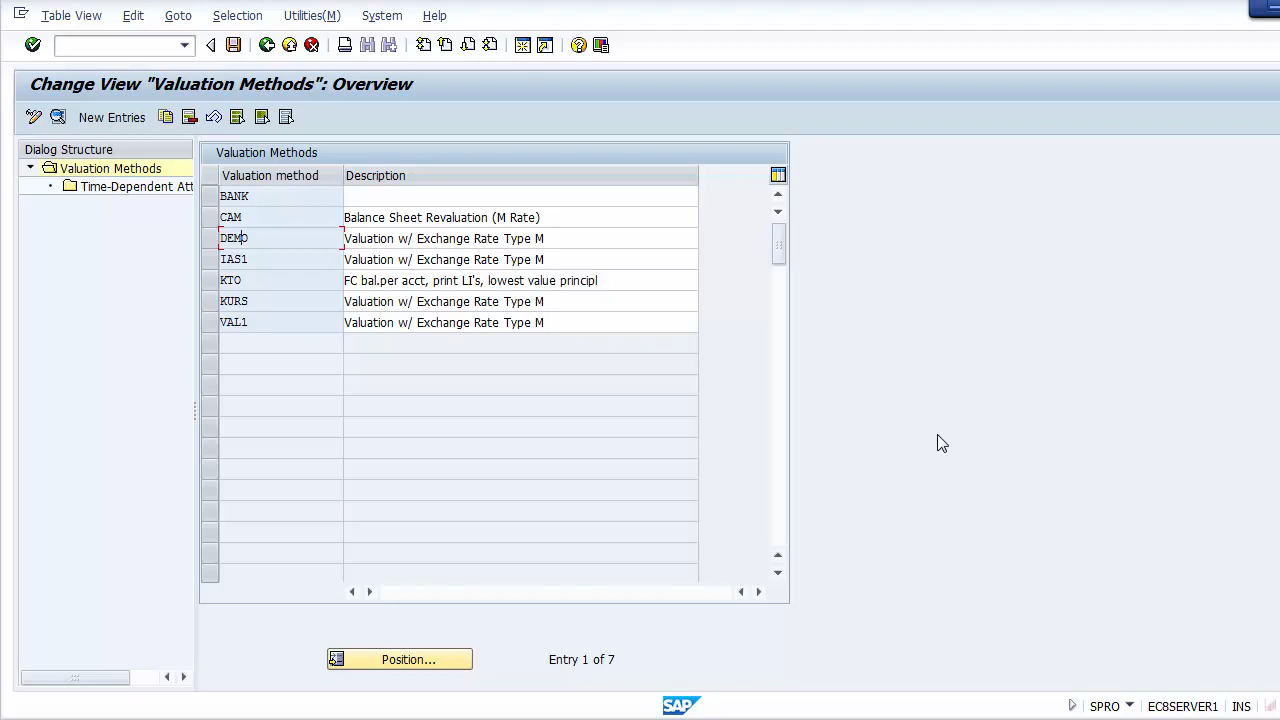 Table View Edit Goto Selection Utilities(M) System Help
Change View "Valuation Methods": Overview
New Entries
Dialog Structure
Valuation Methods
Time-Dependent Att
Valuation Methods
Valuation method Description
BANK
CAM Balance Sheet Revaluation (M Rate)
DEMO Valuation w/ Exchange Rate Type M
IAS1 Valuation w/ Exchange Rate Type M
KTO FC bal.per acct, print LI's, lowest value principl
KURS Valuation w/ Exchange Rate Type M
VAL1 Valuation w/ Exchange Rate Type M
Position... Entry 1 of 7
SAP SPRO EC8SERVER1 INS